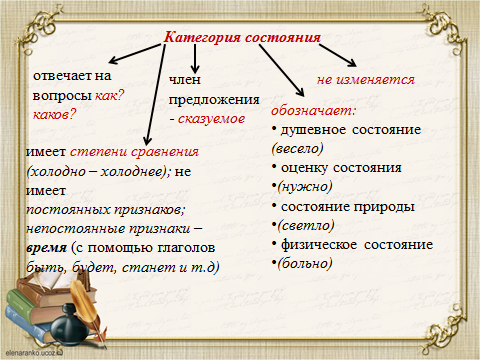 Категория состояния
отвечает на
вопросы как?
каков?
член
предложения
- сказуемое
не изменяется
имеет степени сравнения
(холодно – холоднее); не
имеет
постоянных признаков;
непостоянные признаки –
время (с помощью глаголов
быть, будет, станет и т.д)
обозначает:
• душевное состояние
(весело)
• оценку состояния
• (нужно)
• состояние природы
• (светло)
• физическое состояние
• (больно)
elenaranko.ucoz.ru